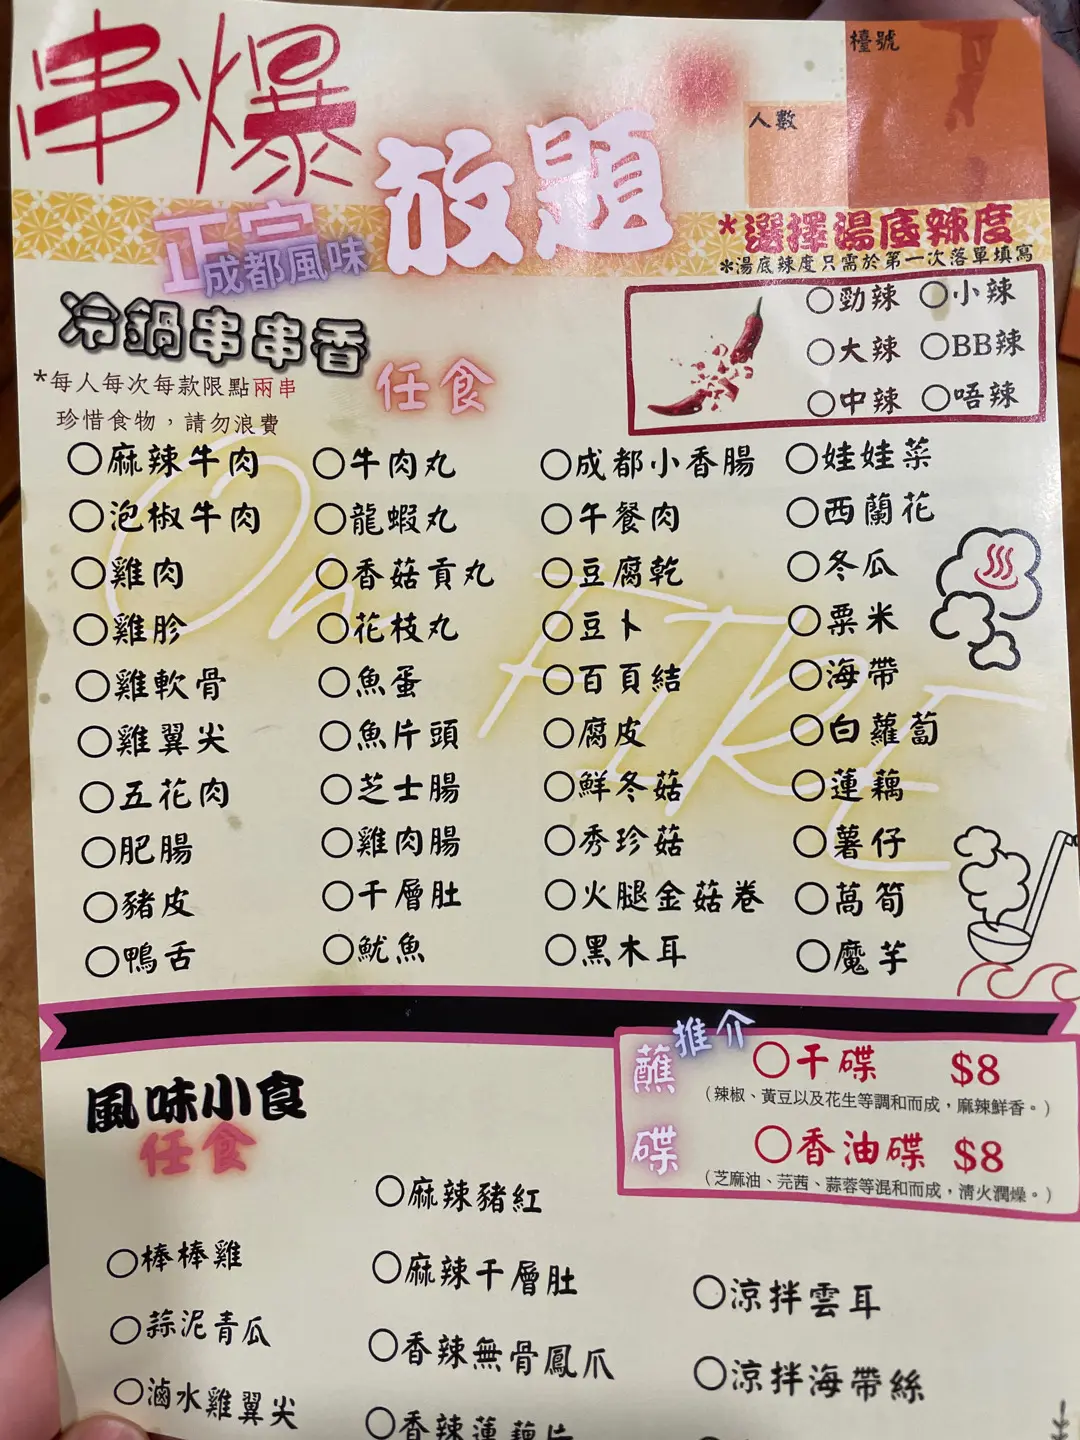 串爆
放題
檯號
人數
正宗
成都風味
*選擇湯底辣度
*湯底辣度只需於第一次落單填寫
○勁辣 ○小辣
○大辣 ○BB辣
○中辣 ○唔辣
冷鍋串串香
任食
*每人每次每款限點兩串
珍惜食物，請勿浪費
On FIRE
○麻辣牛肉
○泡椒牛肉
○雞肉
○雞胗
○雞軟骨
○雞翼尖
○五花肉
○肥腸
○豬皮
○鴨舌
○牛肉丸
○龍蝦丸
○香菇貢丸
○花枝丸
○魚蛋
○魚片頭
○芝士腸
○雞肉腸
○千層肚
○魷魚
○成都小香腸
○午餐肉
○豆腐乾
○豆卜
○百頁結
○腐皮
○鮮冬菇
○秀珍菇
○火腿金菇卷
○黑木耳
○娃娃菜
○西蘭花
○冬瓜
○粟米
○海帶
○白蘿蔔
○蓮藕
○薯仔
○萵筍
○魔芋
推介
蘸碟
○干碟 $8
（辣椒、黃豆以及花生等調和而成，麻辣鮮香。）
○香油碟 $8
（芝麻油、芫茜、蒜蓉等混和而成，清火潤燥。）
風味小食
任食
○棒棒雞
○蒜泥青瓜
○滷水雞翼尖
○麻辣豬紅
○麻辣千層肚
○香辣無骨鳳爪
○香辣蓮藕片
○涼拌雲耳
○涼拌海帶絲